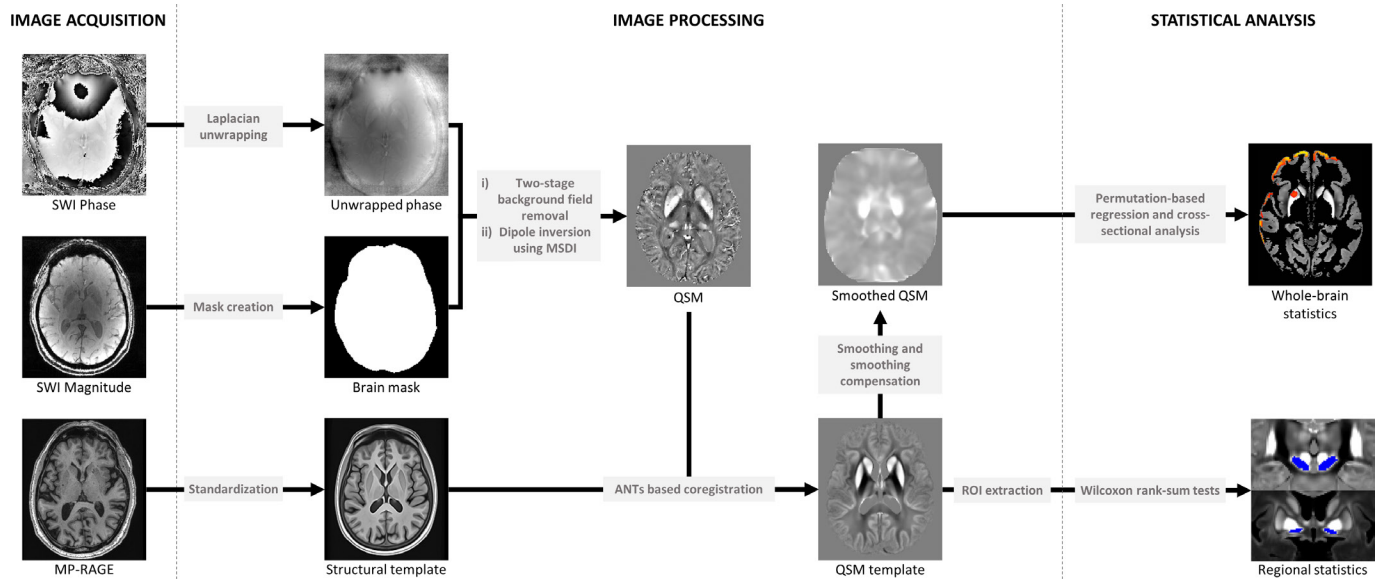 IMAGE ACQUISITION
IMAGE PROCESSING
STATISTICAL ANALYSIS
SWI Phase
Laplacian
unwrapping
Unwrapped phase
SWI Magnitude
Mask creation
Brain mask
i) Two-stage
background field
removal
ii) Dipole inversion
using MSDI
QSM
Smoothed QSM
Permutation-based
regression and cross-
sectional analysis
Whole-brain
statistics
Smoothing and
smoothing
compensation
MP-RAGE
Standardization
Structural template
ANTs based coregistration
QSM template
ROI extraction
Wilcoxon rank-sum tests
Regional statistics